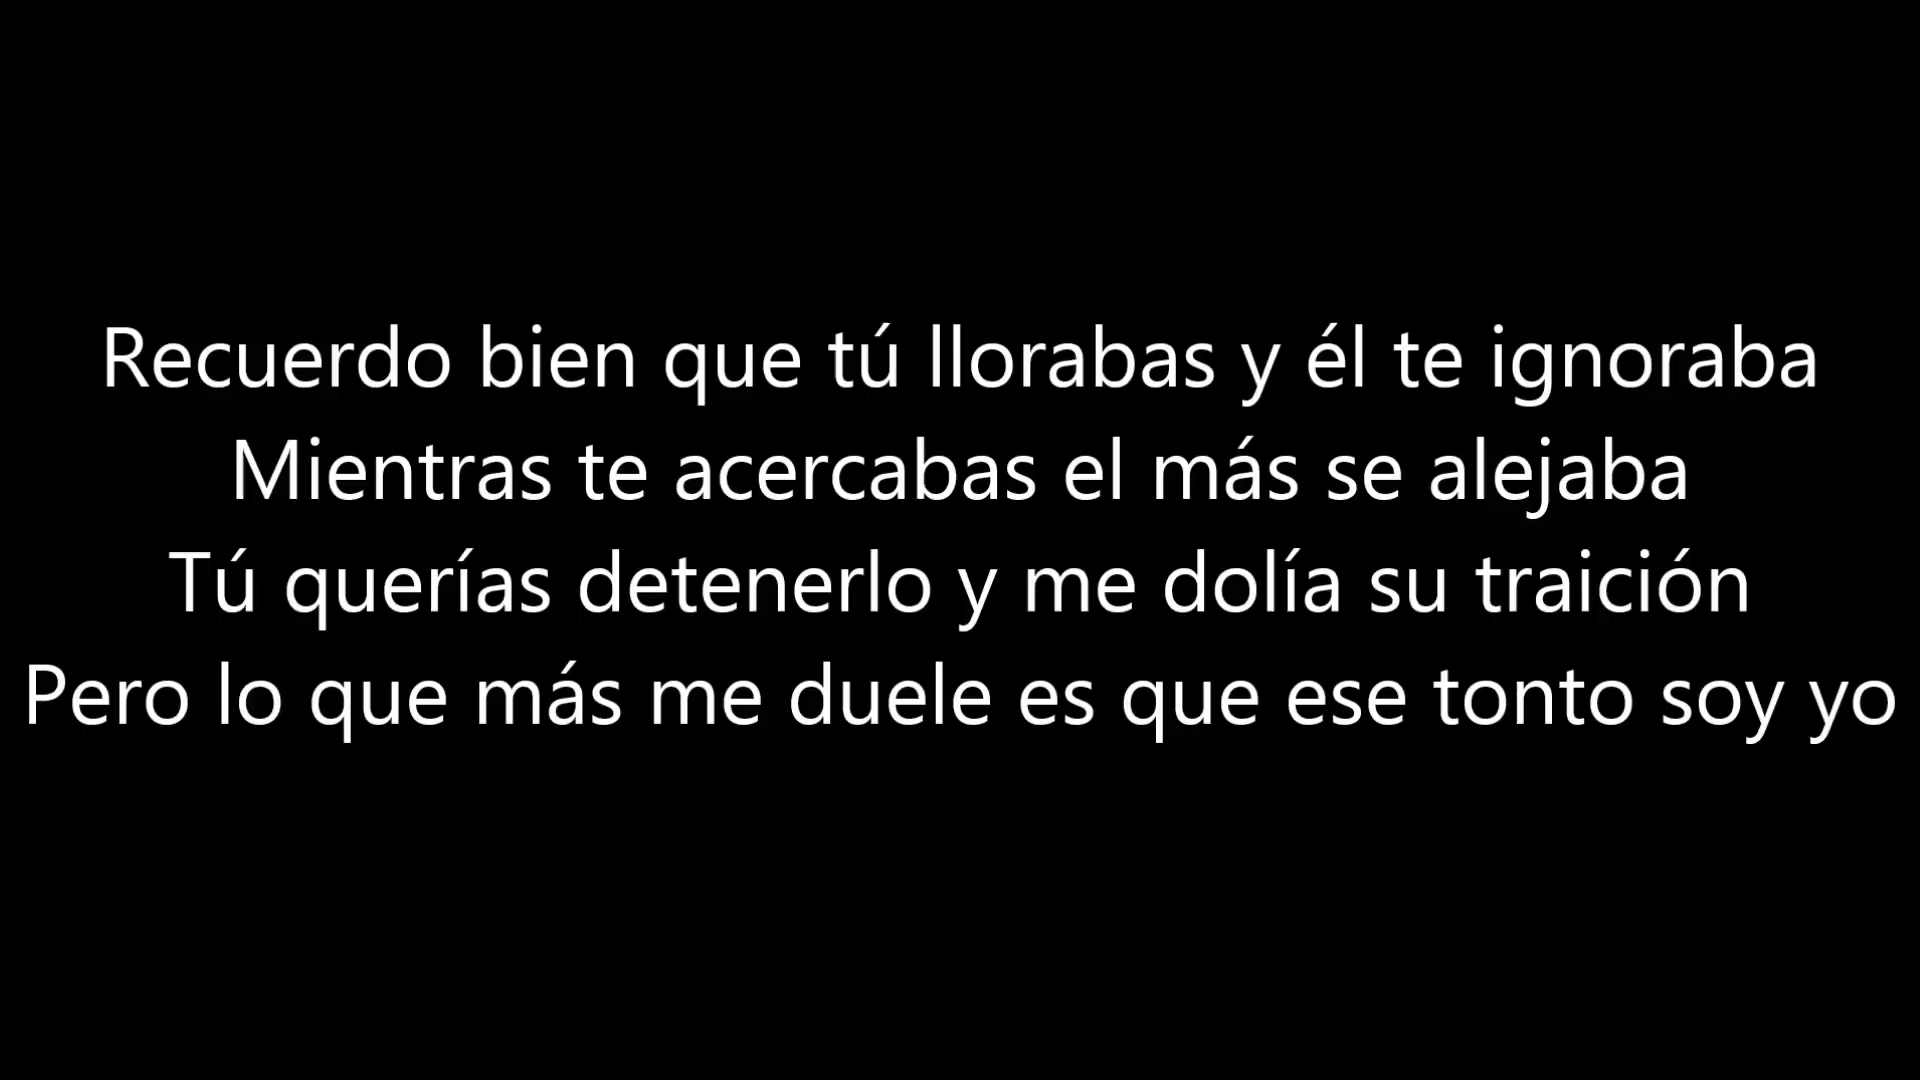 Recuerdo bien que tú llorabas y él te ignoraba
Mientras te acercabas el más se alejaba
Tú querías detenerlo y me dolía su traición
Pero lo que más me duele es que ese tonto soy yo